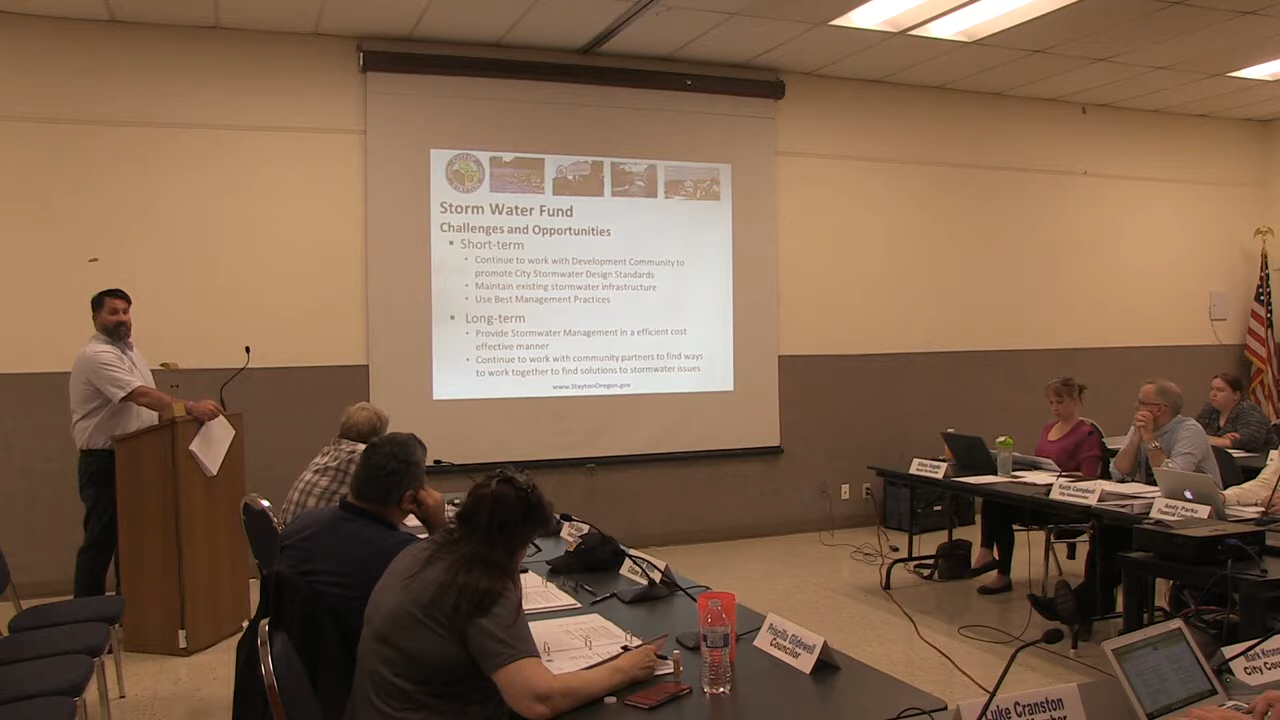 CITY OF
STAYTON
Storm Water Fund
Challenges and Opportunities
Short-term
Continue to work with Development Community to
promote City Stormwater Design Standards
Maintain existing stormwater infrastructure
Use Best Management Practices
Long-term
Provide Stormwater Management in a efficient cost
effective manner
Continue to work with community partners to find ways
to work together to find solutions to stormwater issues
www.StaytonOregon.gov
Keith Campbell
Andy Parks
Priscilla Glidewell
Councilor
Luke Cranston